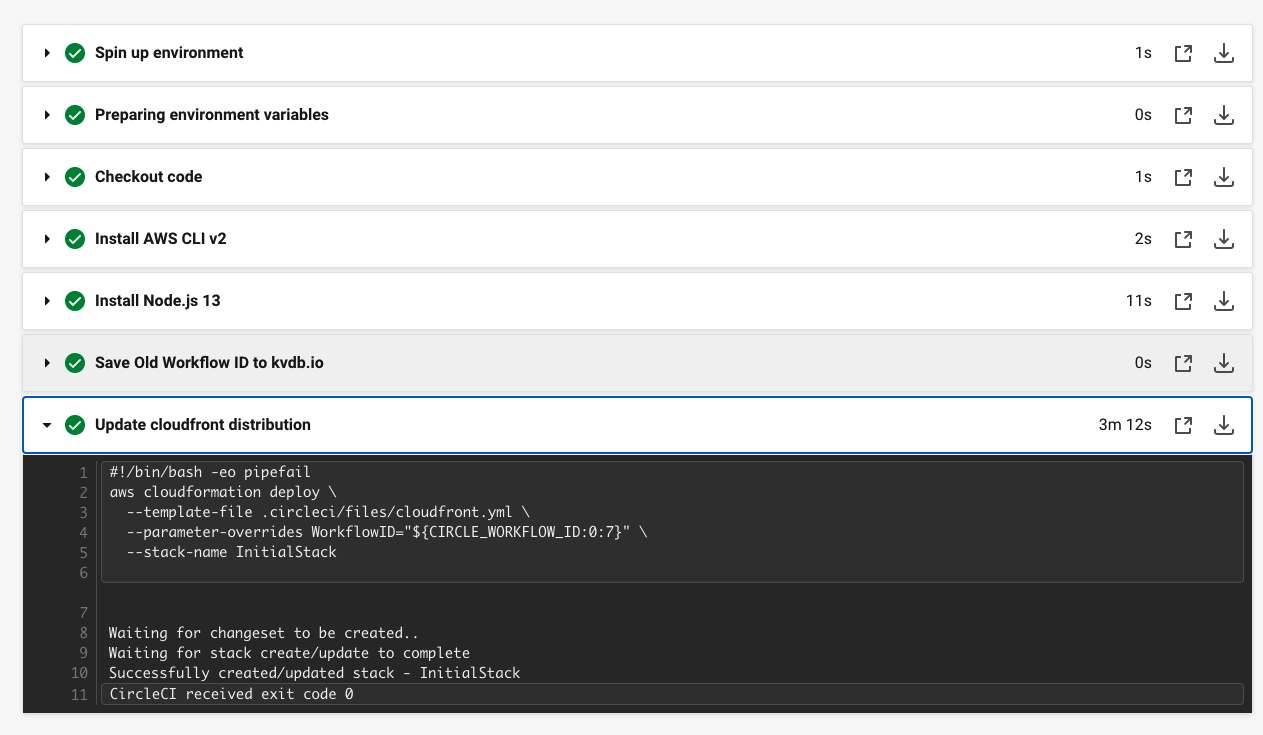 Spin up environment 1s
Preparing environment variables 0s
Checkout code 1s
Install AWS CLI v2 2s
Install Node.js 13 11s
Save Old Workflow ID to kvdb.io 0s
Update cloudfront distribution 3m 12s
1 #!/bin/bash -eo pipefail
2 aws cloudformation deploy \
3   --template-file .circleci/files/cloudfront.yml \
4   --parameter-overrides WorkflowID="${CIRCLE_WORKFLOW_ID:0:7}" \
5   --stack-name InitialStack
6
7
8 Waiting for changeset to be created..
9 Waiting for stack create/update to complete
10 Successfully created/updated stack - InitialStack
11 CircleCI received exit code 0